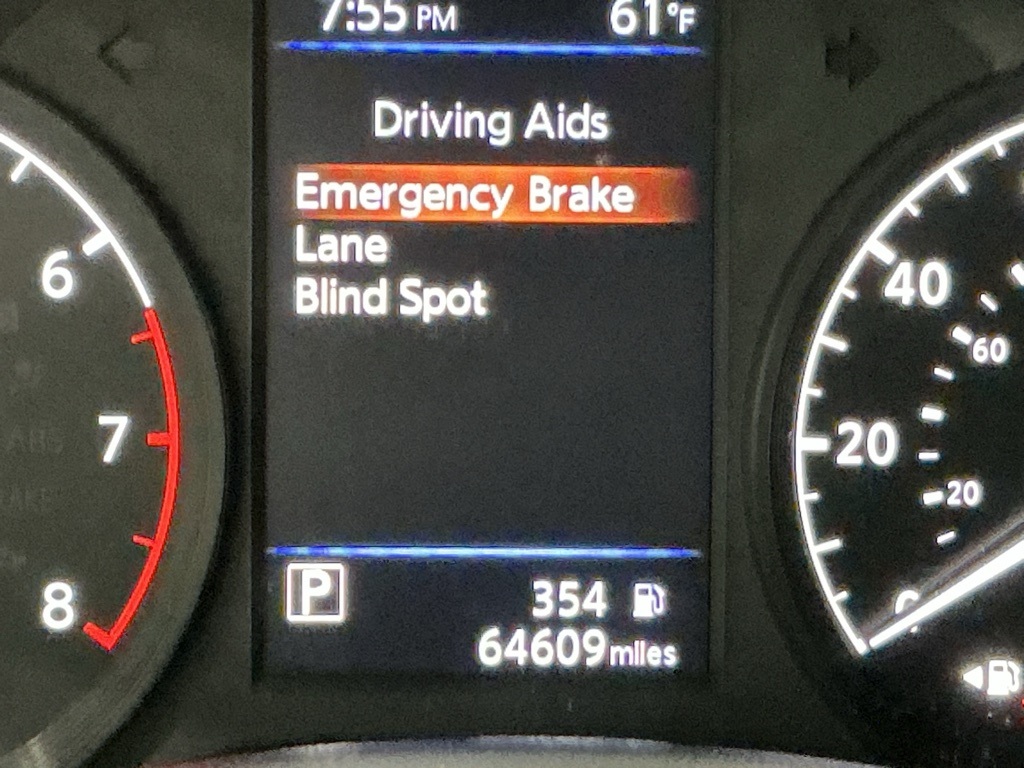 7:55 PM 61°F
Driving Aids
Emergency Brake
Lane
Blind Spot
6
7
8
40
60
20
20
0
P
354
64609 miles